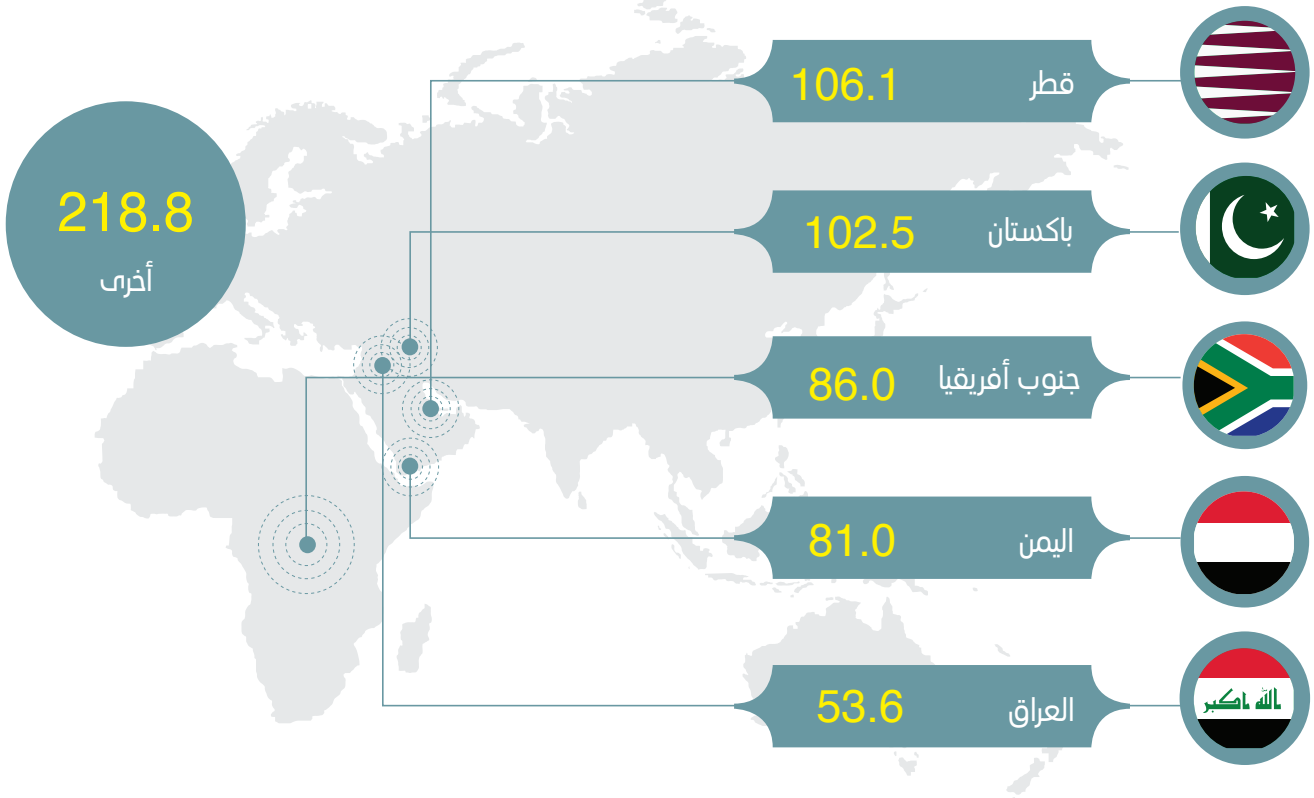 قطر 106.1
باكستان 102.5
جنوب أفريقيا 86.0
اليمن 81.0
العراق 53.6
الله اكبر
218.8
أخرى